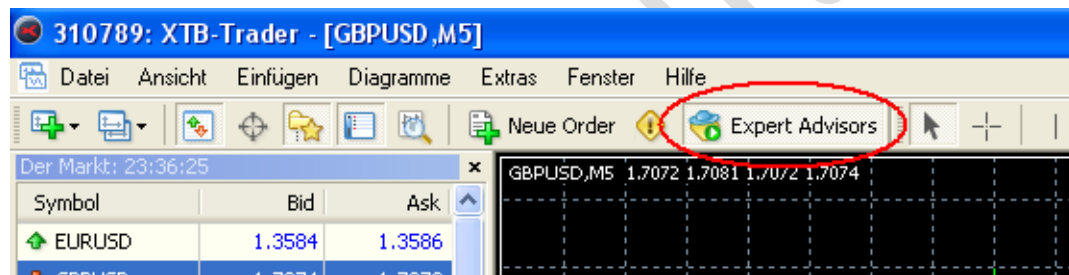 310789: XTB-Trader - [GBPUSD,M5]
Datei Ansicht Einfügen Diagramme Extras Fenster Hilfe
Neue Order Expert Advisors
Der Markt: 23:36:25
GBPUSD,M5 1.7072 1.7081 1.7072 1.7074
Symbol Bid Ask
EURUSD 1.3584 1.3586